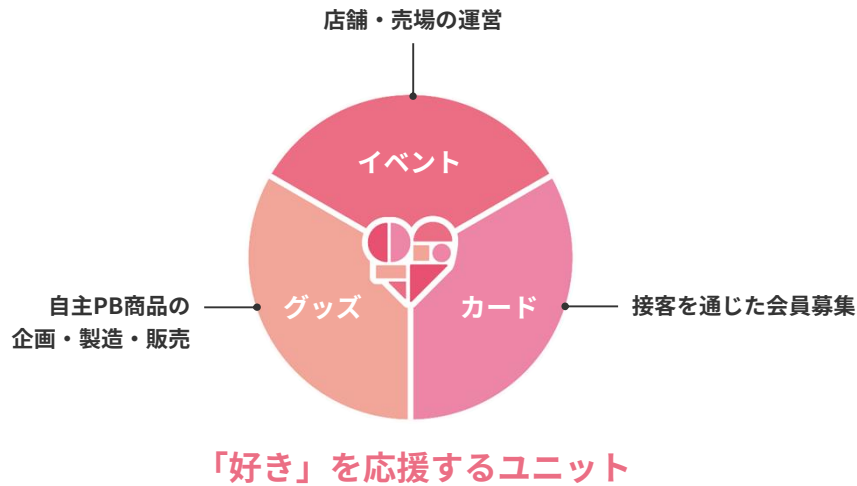 店舗・売場の運営
イベント
グッズ
カード
自主PB商品の
企画・製造・販売
接客を通じた会員募集
「好き」を応援するユニット